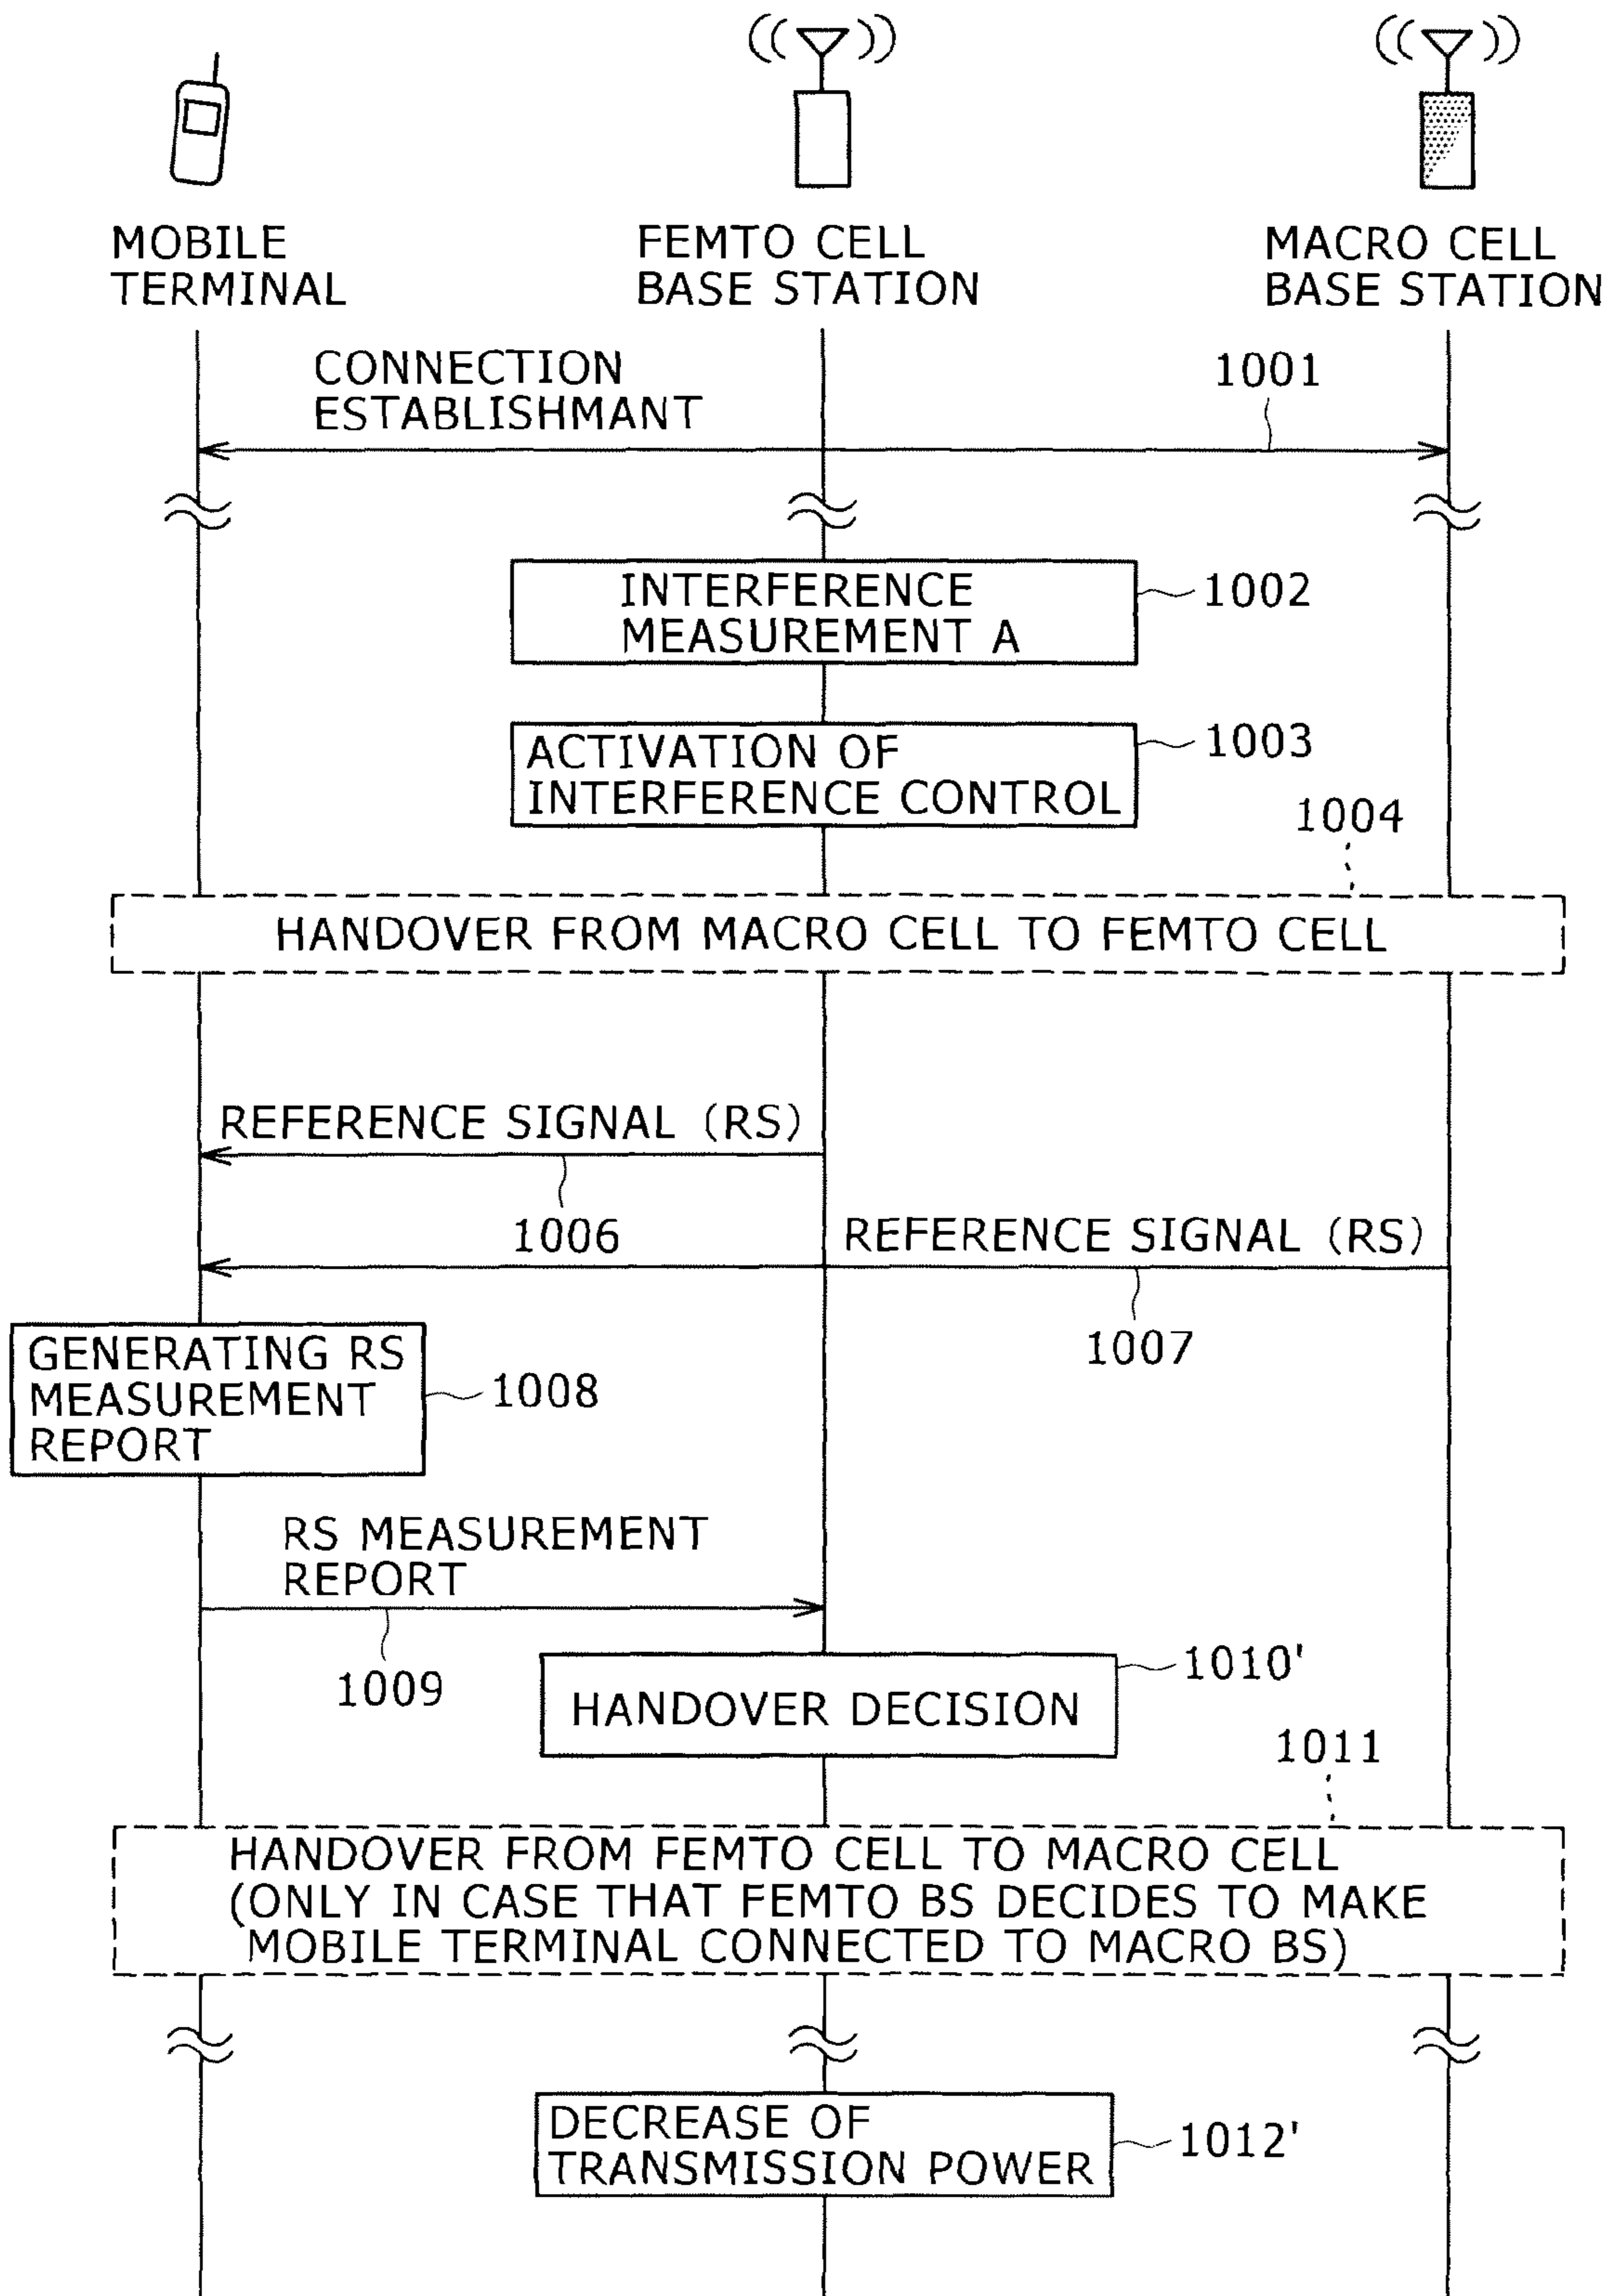 MOBILE
TERMINAL
FEMTO CELL
BASE STATION
MACRO CELL
BASE STATION
CONNECTION
ESTABLISHMANT
1001
INTERFERENCE
MEASUREMENT A
1002
ACTIVATION OF
INTERFERENCE CONTROL
1003
1004
HANDOVER FROM MACRO CELL TO FEMTO CELL
REFERENCE SIGNAL (RS)
1006
REFERENCE SIGNAL (RS)
1007
GENERATING RS
MEASUREMENT
REPORT
1008
RS MEASUREMENT
REPORT
1009
1010'
HANDOVER DECISION
1011
HANDOVER FROM FEMTO CELL TO MACRO CELL
(ONLY IN CASE THAT FEMTO BS DECIDES TO MAKE
MOBILE TERMINAL CONNECTED TO MACRO BS)
DECREASE OF
TRANSMISSION POWER
1012'